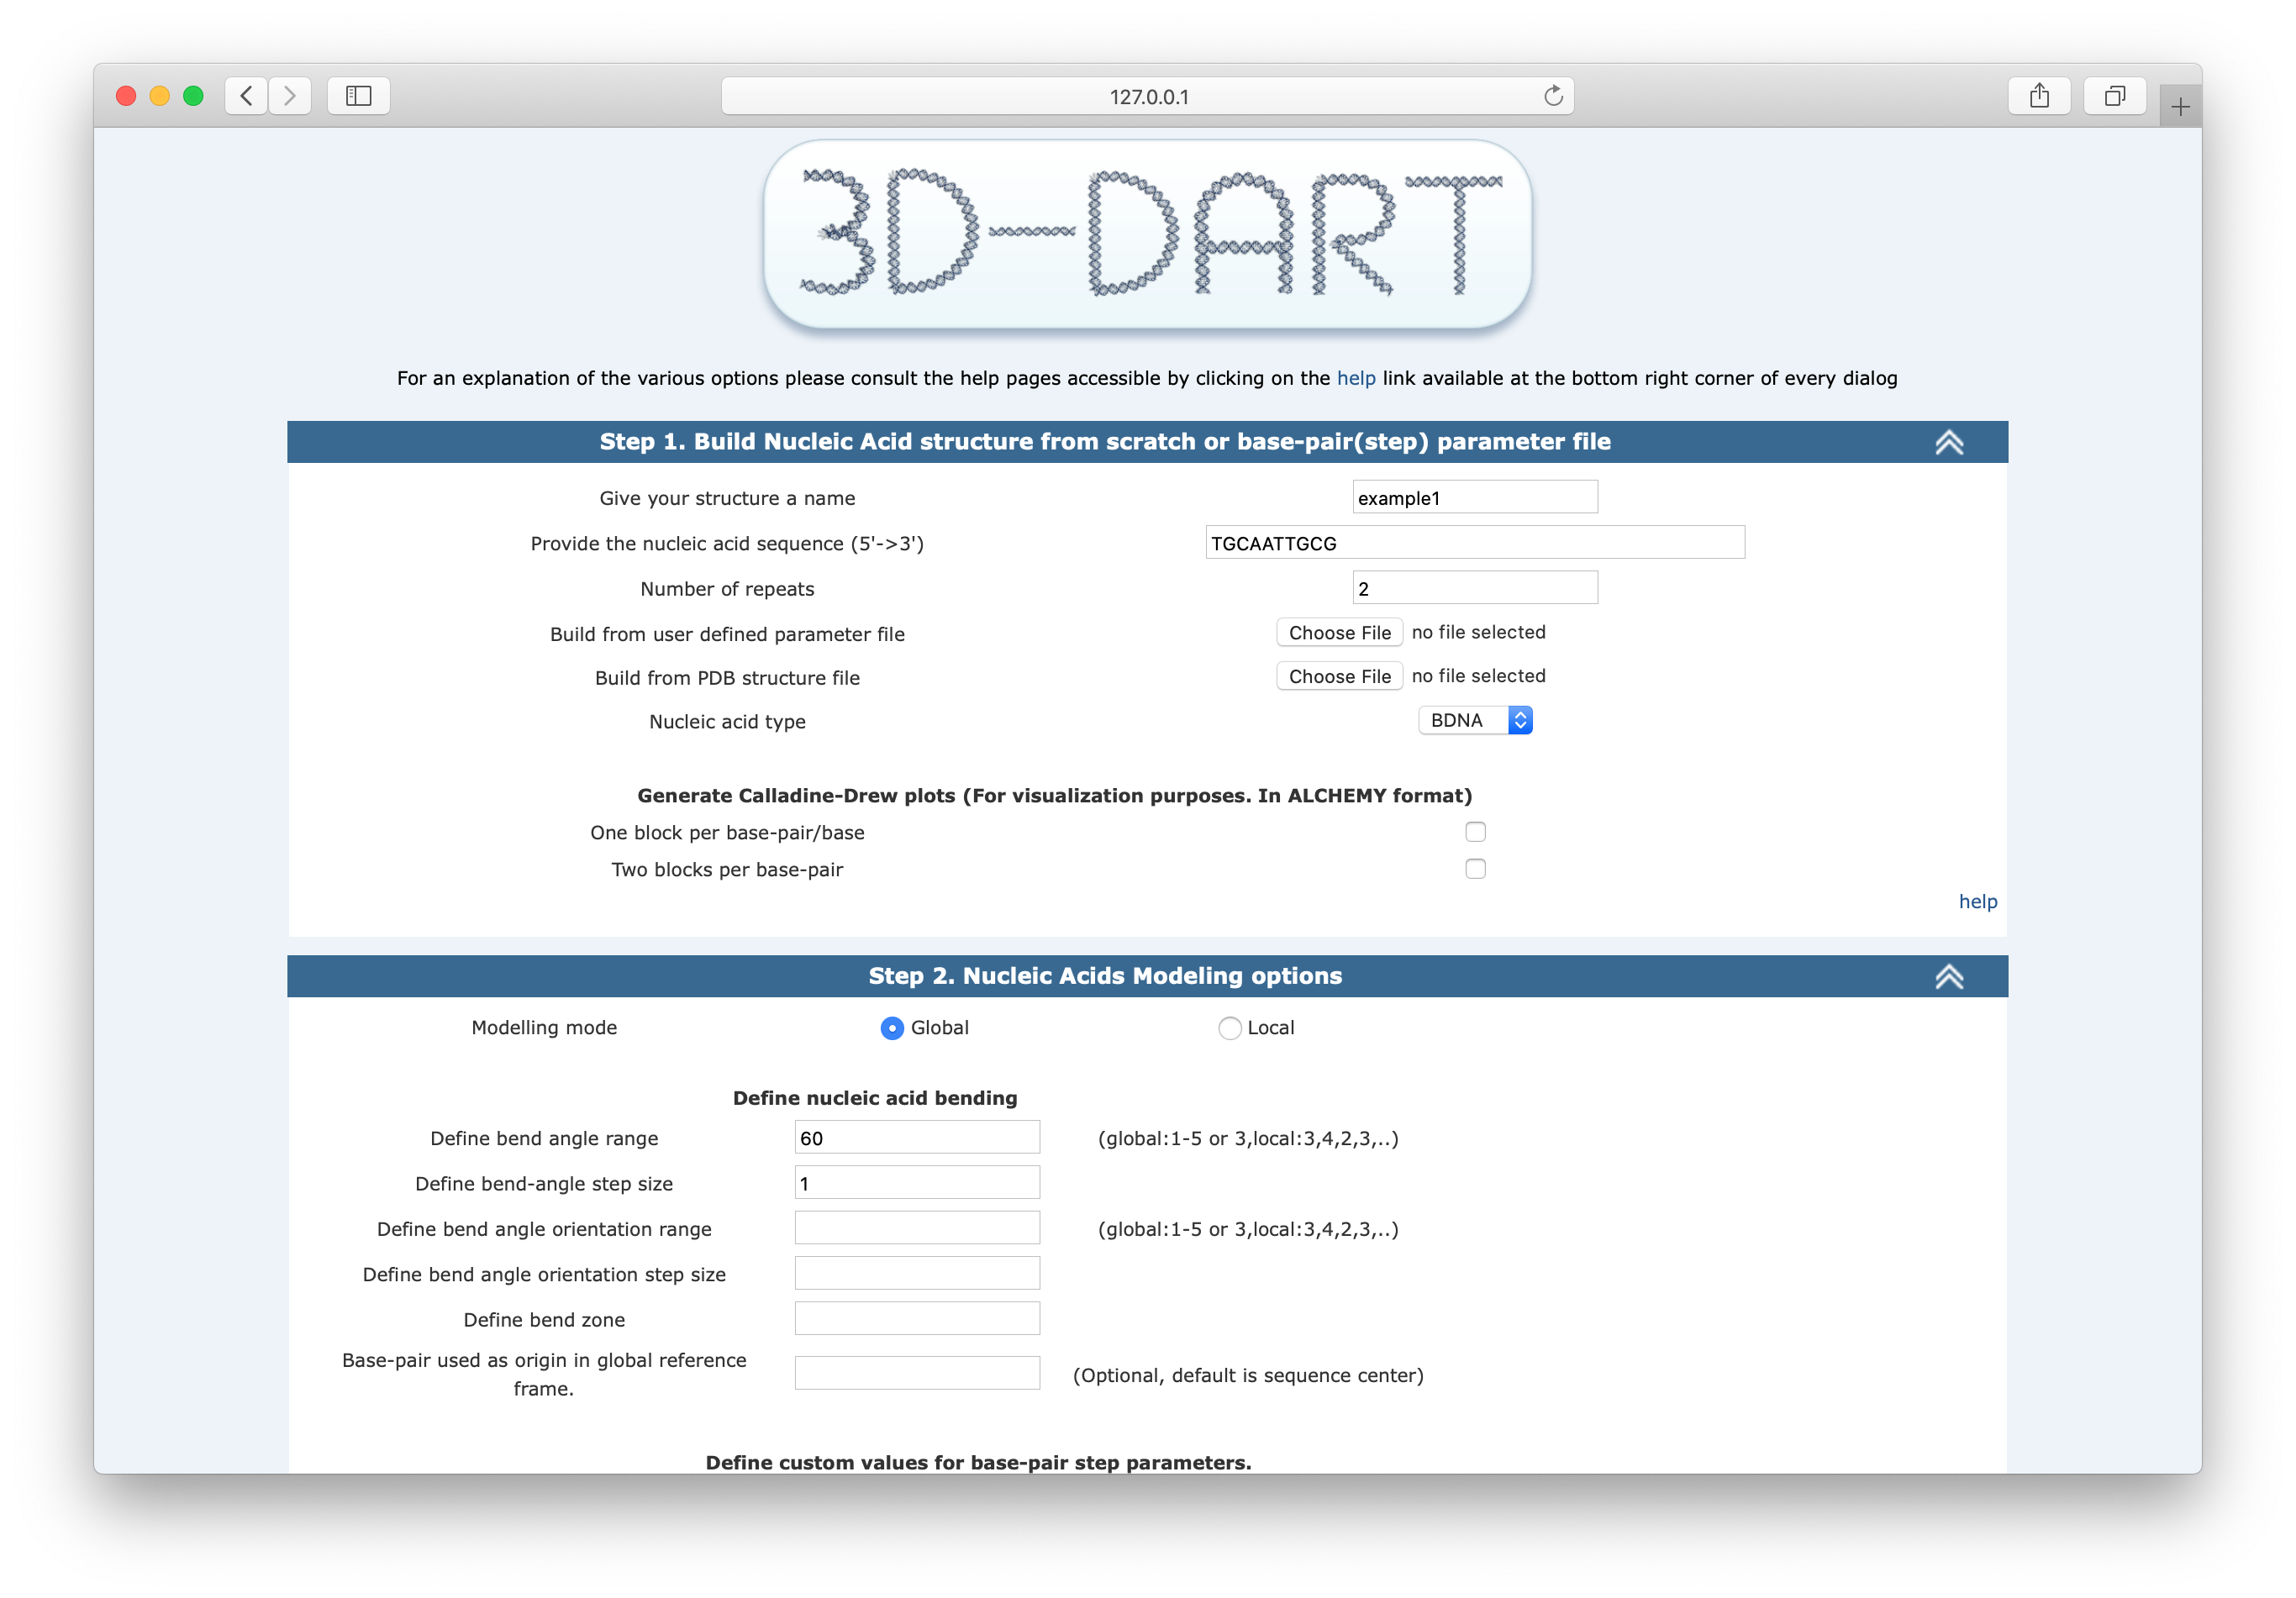 127.0.0.1
3D-DART
For an explanation of the various options please consult the help pages accessible by clicking on the help link available at the bottom right corner of every dialog
Step 1. Build Nucleic Acid structure from scratch or base-pair(step) parameter file
Give your structure a name example1
Provide the nucleic acid sequence (5'->3') TGCAATTGCG
Number of repeats 2
Build from user defined parameter file Choose File no file selected
Build from PDB structure file Choose File no file selected
Nucleic acid type BDNA
Generate Calladine-Drew plots (For visualization purposes. In ALCHEMY format)
One block per base-pair/base
Two blocks per base-pair
help
Step 2. Nucleic Acids Modeling options
Modelling mode Global Local
Define nucleic acid bending
Define bend angle range 60 (global:1-5 or 3,local:3,4,2,3,..)
Define bend-angle step size 1
Define bend angle orientation range (global:1-5 or 3,local:3,4,2,3,..)
Define bend angle orientation step size
Define bend zone
Base-pair used as origin in global reference
frame. (Optional, default is sequence center)
Define custom values for base-pair step parameters.